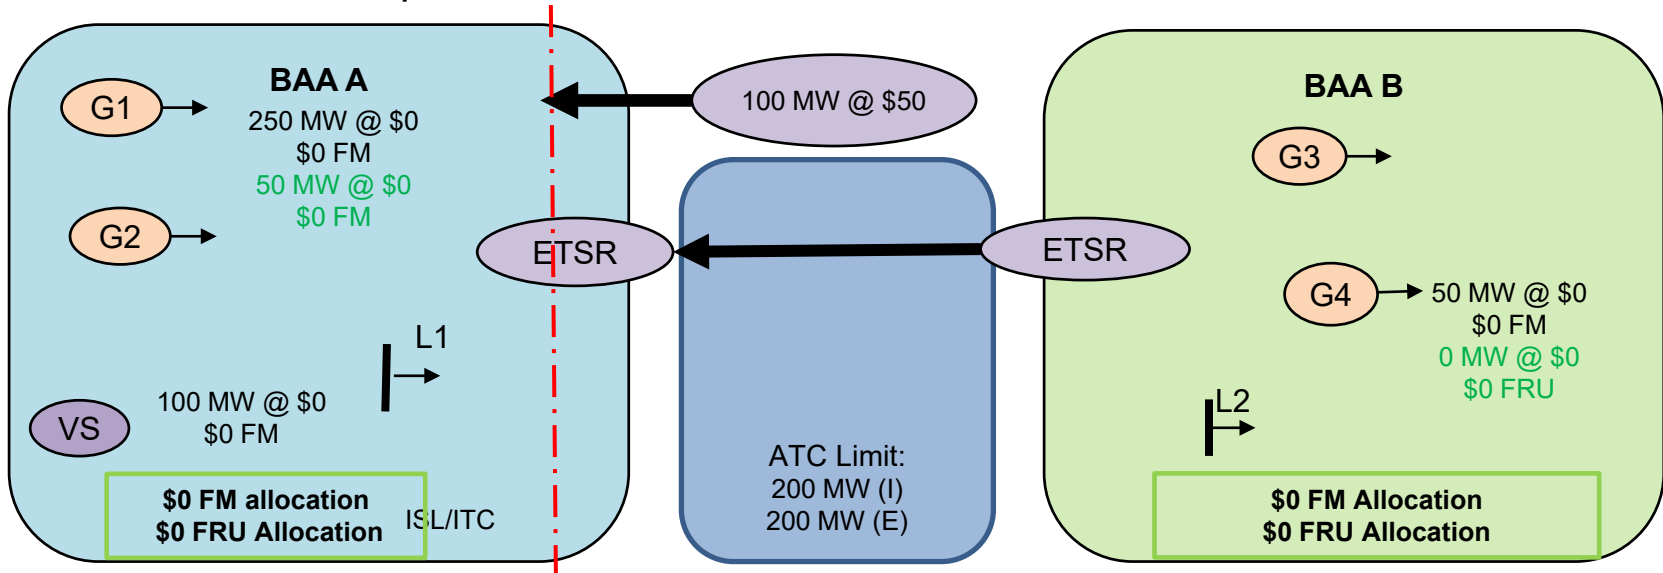 BAA A
G1
250 MW @ $0
$0 FM
50 MW @ $0
$0 FM
G2
100 MW @ $50
ETSR
ETSR
L1
VS
100 MW @ $0
$0 FM
$0 FM allocation
$0 FRU Allocation
ISL/ITC
ATC Limit:
200 MW (I)
200 MW (E)
BAA B
G3
G4
50 MW @ $0
$0 FM
0 MW @ $0
$0 FRU
L2
$0 FM Allocation
$0 FRU Allocation